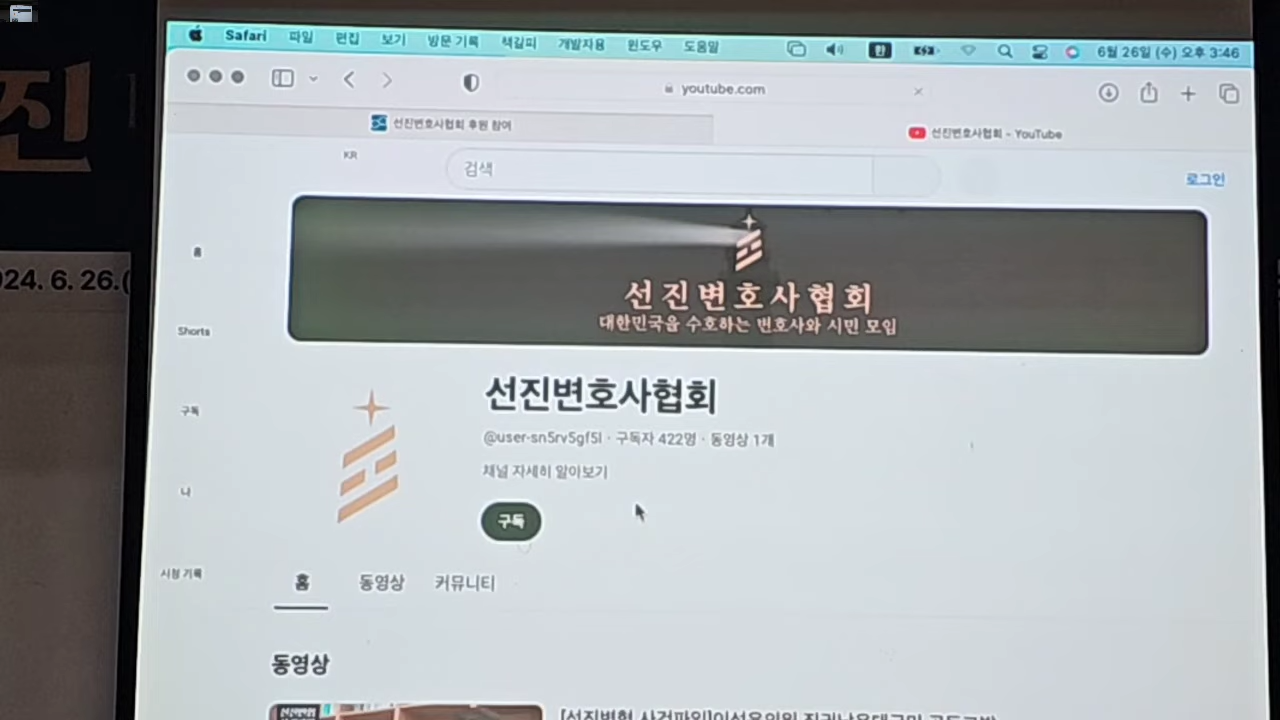 Safari 파일 편집 보기 방문 기록 책갈피 개발자용 윈도우 도움말 한 6월 26일 (수) 오후 3:46
youtube.com
선진변호사협회 후원 참여
선진변호사협회 - YouTube
KR
검색
로그인
진
024. 6. 26.(
선진변호사협회
대한민국을 수호하는 변호사와 시민 모임
홈
Shorts
구독
나
시청 기록
선진변호사협회
@user-sn5rv5gf5l · 구독자 422명 · 동영상 1개
채널 자세히 알아보기
구독
홈 동영상 커뮤니티
동영상